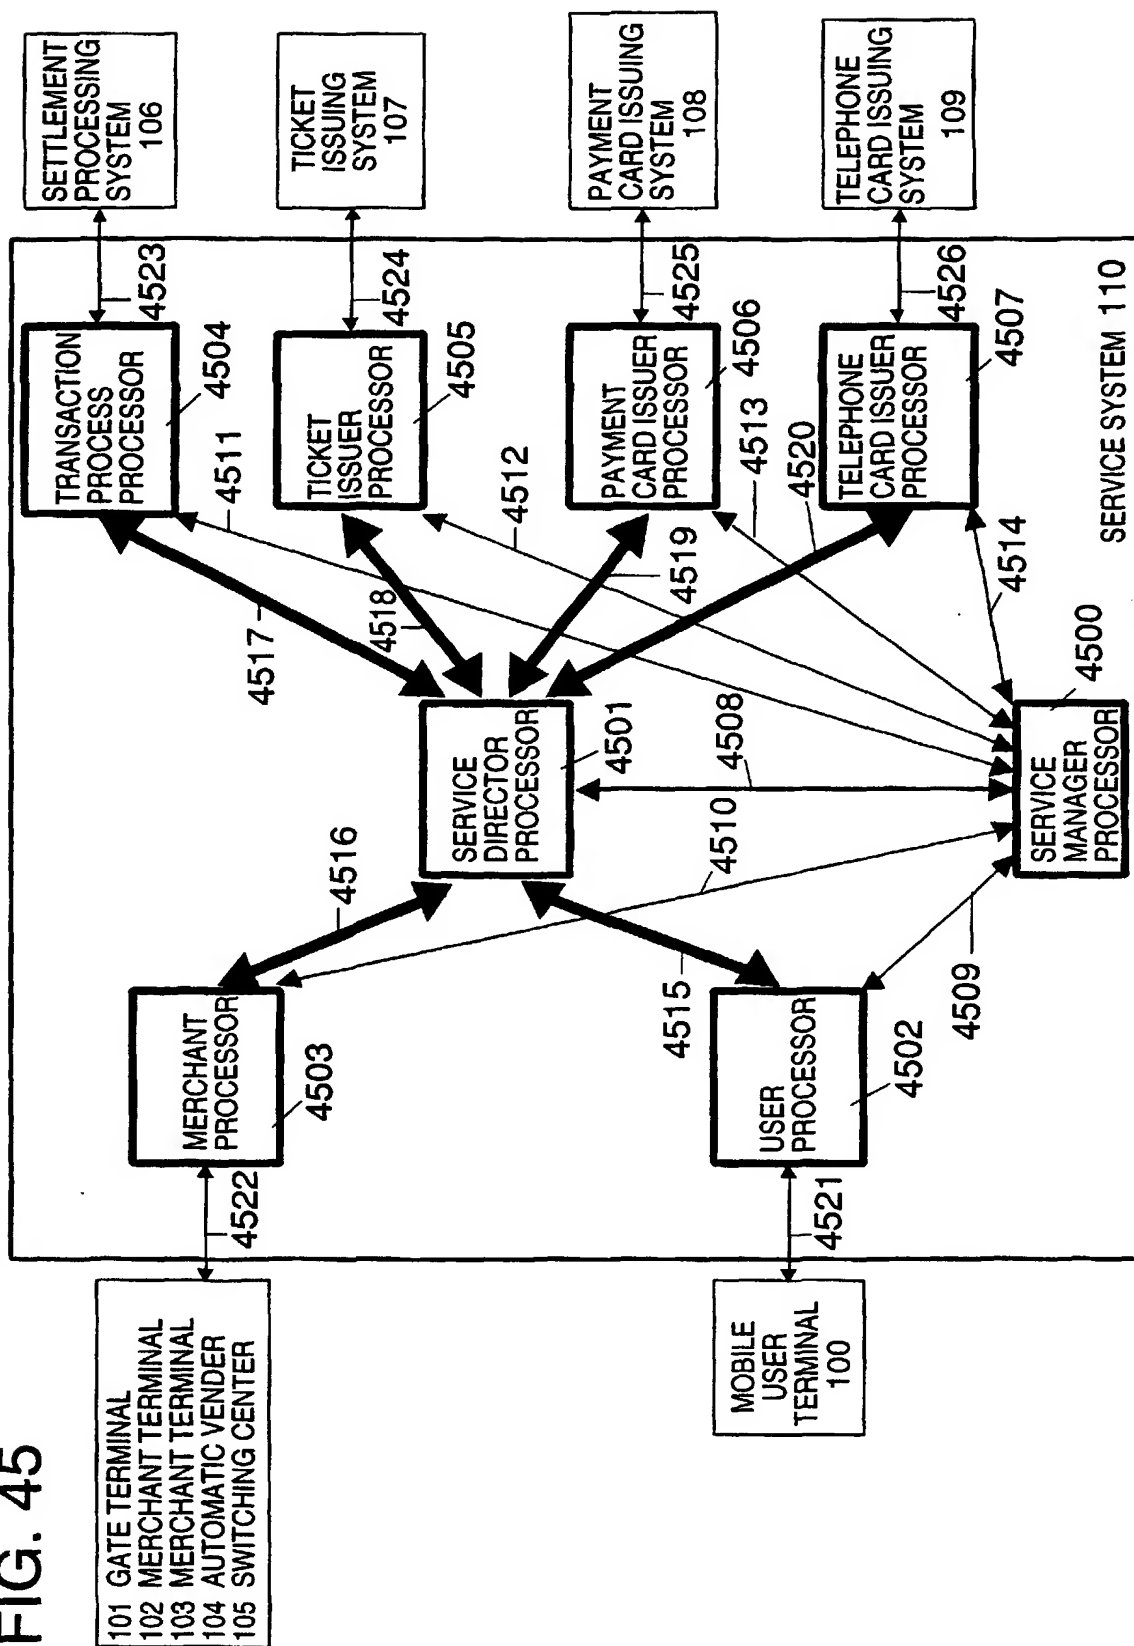 FIG. 45
101 GATE TERMINAL
102 MERCHANT TERMINAL
103 MERCHANT TERMINAL
104 AUTOMATIC VENDER
105 SWITCHING CENTER
4522
MERCHANT
PROCESSOR
4503
4516
MOBILE
USER
TERMINAL
100
4521
USER
PROCESSOR
4502
4515
4509
4510
SERVICE
DIRECTOR
PROCESSOR
4501
4508
SERVICE
MANAGER
PROCESSOR
4500
4517
4518
4519
4520
4511
4512
4513
4514
TRANSACTION
PROCESS
PROCESSOR
4504
4523
SETTLEMENT
PROCESSING
SYSTEM
106
TICKET
ISSUER
PROCESSOR
4505
4524
TICKET
ISSUING
SYSTEM
107
PAYMENT
CARD ISSUER
PROCESSOR
4506
4525
PAYMENT
CARD ISSUING
SYSTEM
108
TELEPHONE
CARD ISSUER
PROCESSOR
4507
4526
TELEPHONE
CARD ISSUING
SYSTEM
109
SERVICE SYSTEM 110